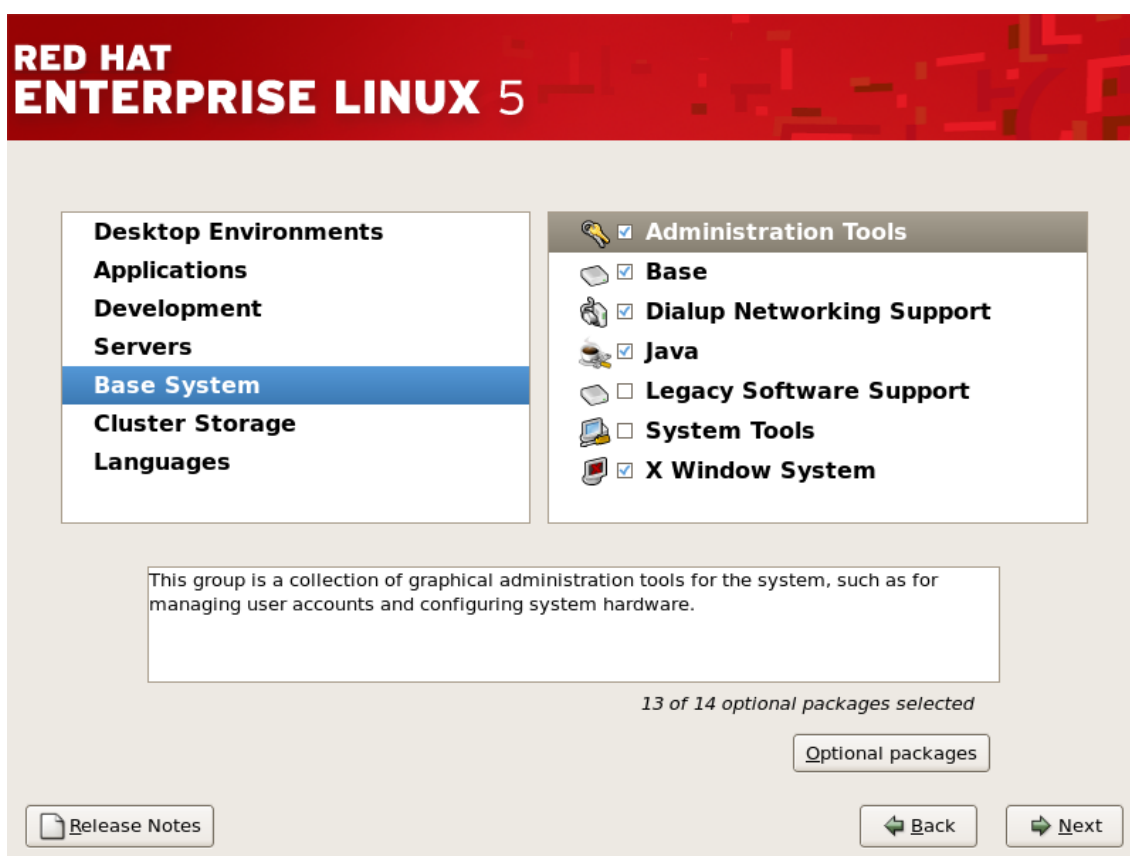 RED HAT
ENTERPRISE LINUX 5
Desktop Environments
Applications
Development
Servers
Base System
Cluster Storage
Languages
Administration Tools
Base
Dialup Networking Support
Java
Legacy Software Support
System Tools
X Window System
This group is a collection of graphical administration tools for the system, such as for
managing user accounts and configuring system hardware.
13 of 14 optional packages selected
Optional packages
Release Notes
Back
Next